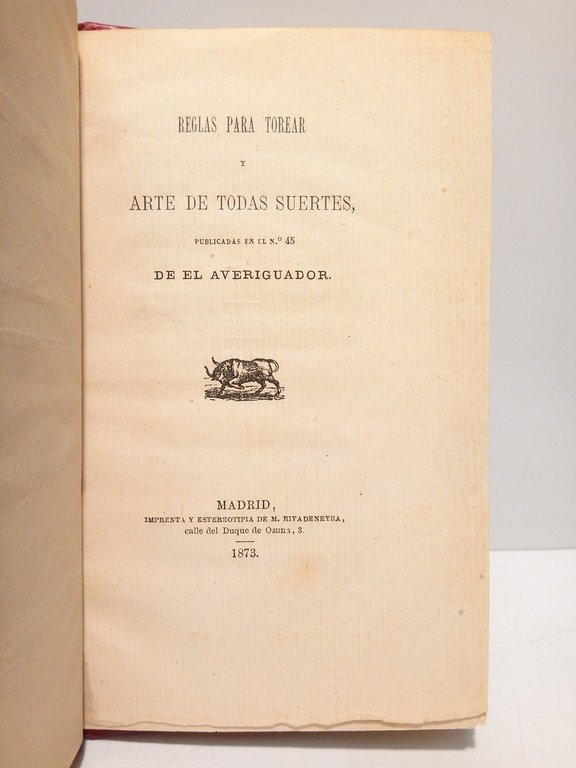 REGLAS PARA TOREAR
Y
ARTE DE TODAS SUERTES,
PUBLICADAS EN EL N.º 45
DE EL AVERIGUADOR.
MADRID,
IMPRENTA Y ESTEREOTIPIA DE M. RIVADENEYRA,
calle del Duque de Osuna, 3.
1873.